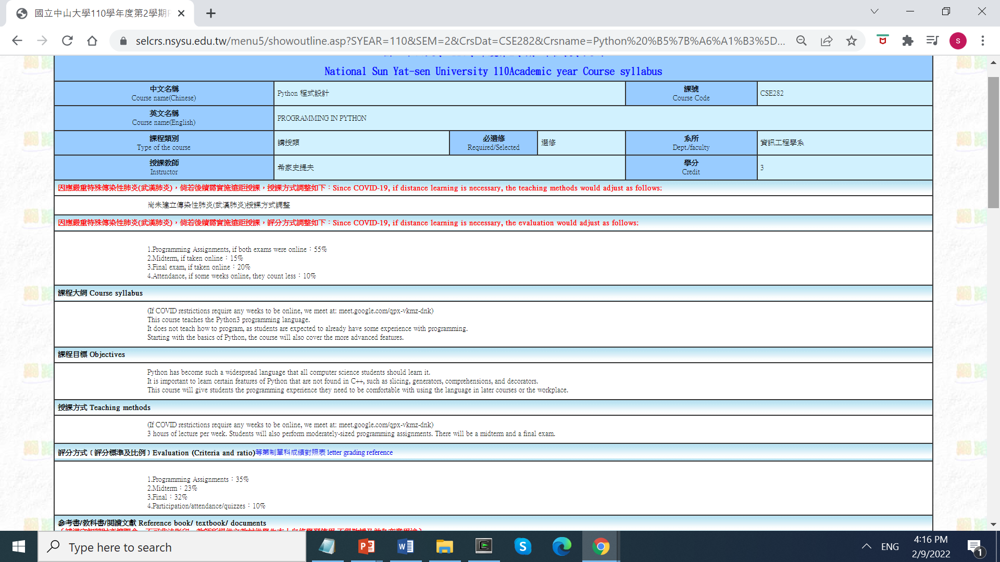 國立中山大學110學年度第2學期
selcrs.nsysu.edu.tw/menu5/showoutline.asp?SYEAR=110&SEM=2&CrsDat=CSE282&Crsname=Python%20%B5%7B%A6%A1%B3%5D...
S
National Sun Yat-sen University 110Academic year Course syllabus
中文名稱
Course name(Chinese)
Python 程式設計
課號
Course Code
CSE282
英文名稱
Course name(English)
PROGRAMMING IN PYTHON
課程類別
Type of the course
講授類
必選修
Required/Selected
選修
系所
Dept./faculty
資訊工程學系
授課教師
Instructor
希家史提夫
學分
Credit
3
因應嚴重特殊傳染性肺炎(武漢肺炎)，倘若後續需實施遠距授課，授課方式調整如下：Since COVID-19, if distance learning is necessary, the teaching methods would adjust as follows:
尚未建立傳染性肺炎(武漢肺炎)授課方式調整
因應嚴重特殊傳染性肺炎(武漢肺炎)，倘若後續需實施遠距授課，評分方式調整如下：Since COVID-19, if distance learning is necessary, the evaluation would adjust as follows:
1.Programming Assignments, if both exams were online：55%
2.Midterm, if taken online：15%
3.Final exam, if taken online：20%
4.Attendance, if some weeks online, they count less：10%
課程大綱 Course syllabus
(If COVID restrictions require any weeks to be online, we meet at: meet.google.com/qpx-vkmz-dnk)
This course teaches the Python3 programming language.
It does not teach how to program, as students are expected to already have some experience with programming.
Starting with the basics of Python, the course will also cover the more advanced features.
課程目標 Objectives
Python has become such a widespread language that all computer science students should learn it.
It is important to learn certain features of Python that are not found in C++, such as slicing, generators, comprehensions, and decorators.
This course will give students the programming experience they need to be comfortable with using the language in later courses or the workplace.
授課方式 Teaching methods
(If COVID restrictions require any weeks to be online, we meet at: meet.google.com/qpx-vkmz-dnk)
3 hours of lecture per week. Students will also perform moderately-sized programming assignments. There will be a midterm and a final exam.
評分方式﹝評分標準及比例﹞Evaluation (Criteria and ratio)等第制單科成績對照表 letter grading reference
1.Programming Assignments：35%
2.Midterm：23%
3.Final：32%
4.Participation/attendance/quizzes：10%
參考書/教科書/閱讀文獻 Reference book/ textbook/ documents
Type here to search
ENG
4:16 PM
2/9/2022
1